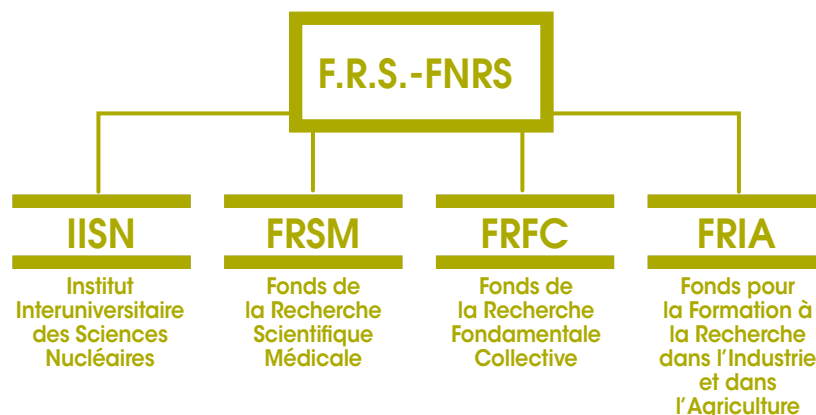 F.R.S.-FNRS
IISN
Institut
Interuniversitaire
des Sciences
Nucléaires
FRSM
Fonds de
la Recherche
Scientifique
Médicale
FRFC
Fonds de
la Recherche
Fondamentale
Collective
FRIA
Fonds pour
la Formation à
la Recherche
dans l'Industrie
et dans
l'Agriculture